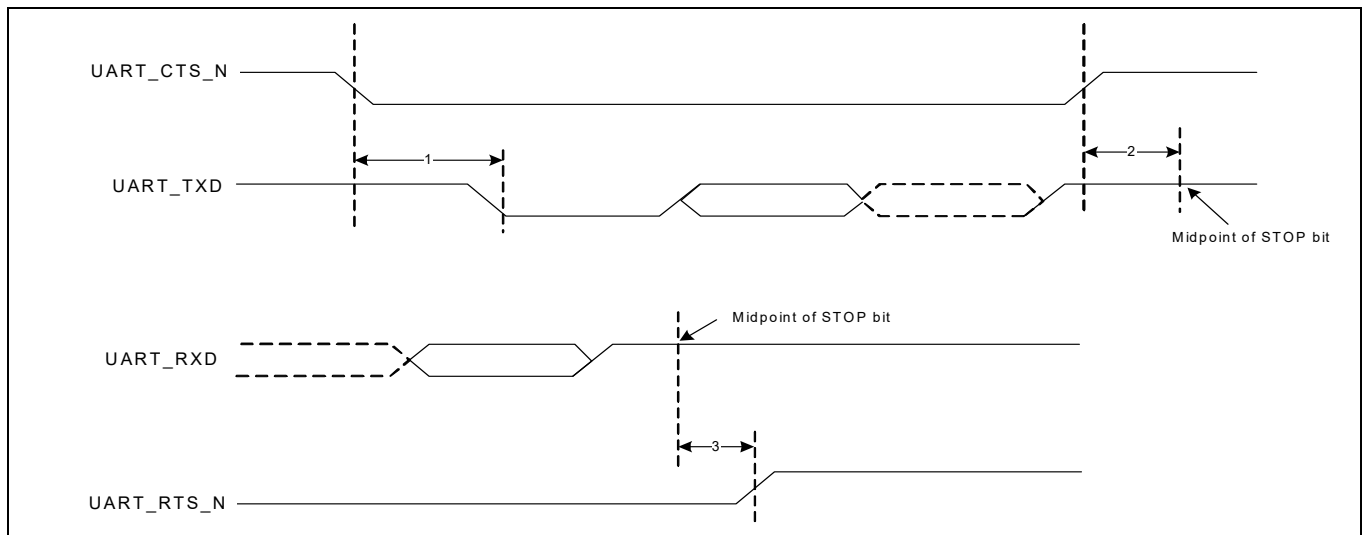 UART_CTS_N
1
2
UART_TXD
Midpoint of STOP bit
Midpoint of STOP bit
UART_RXD
3
UART_RTS_N